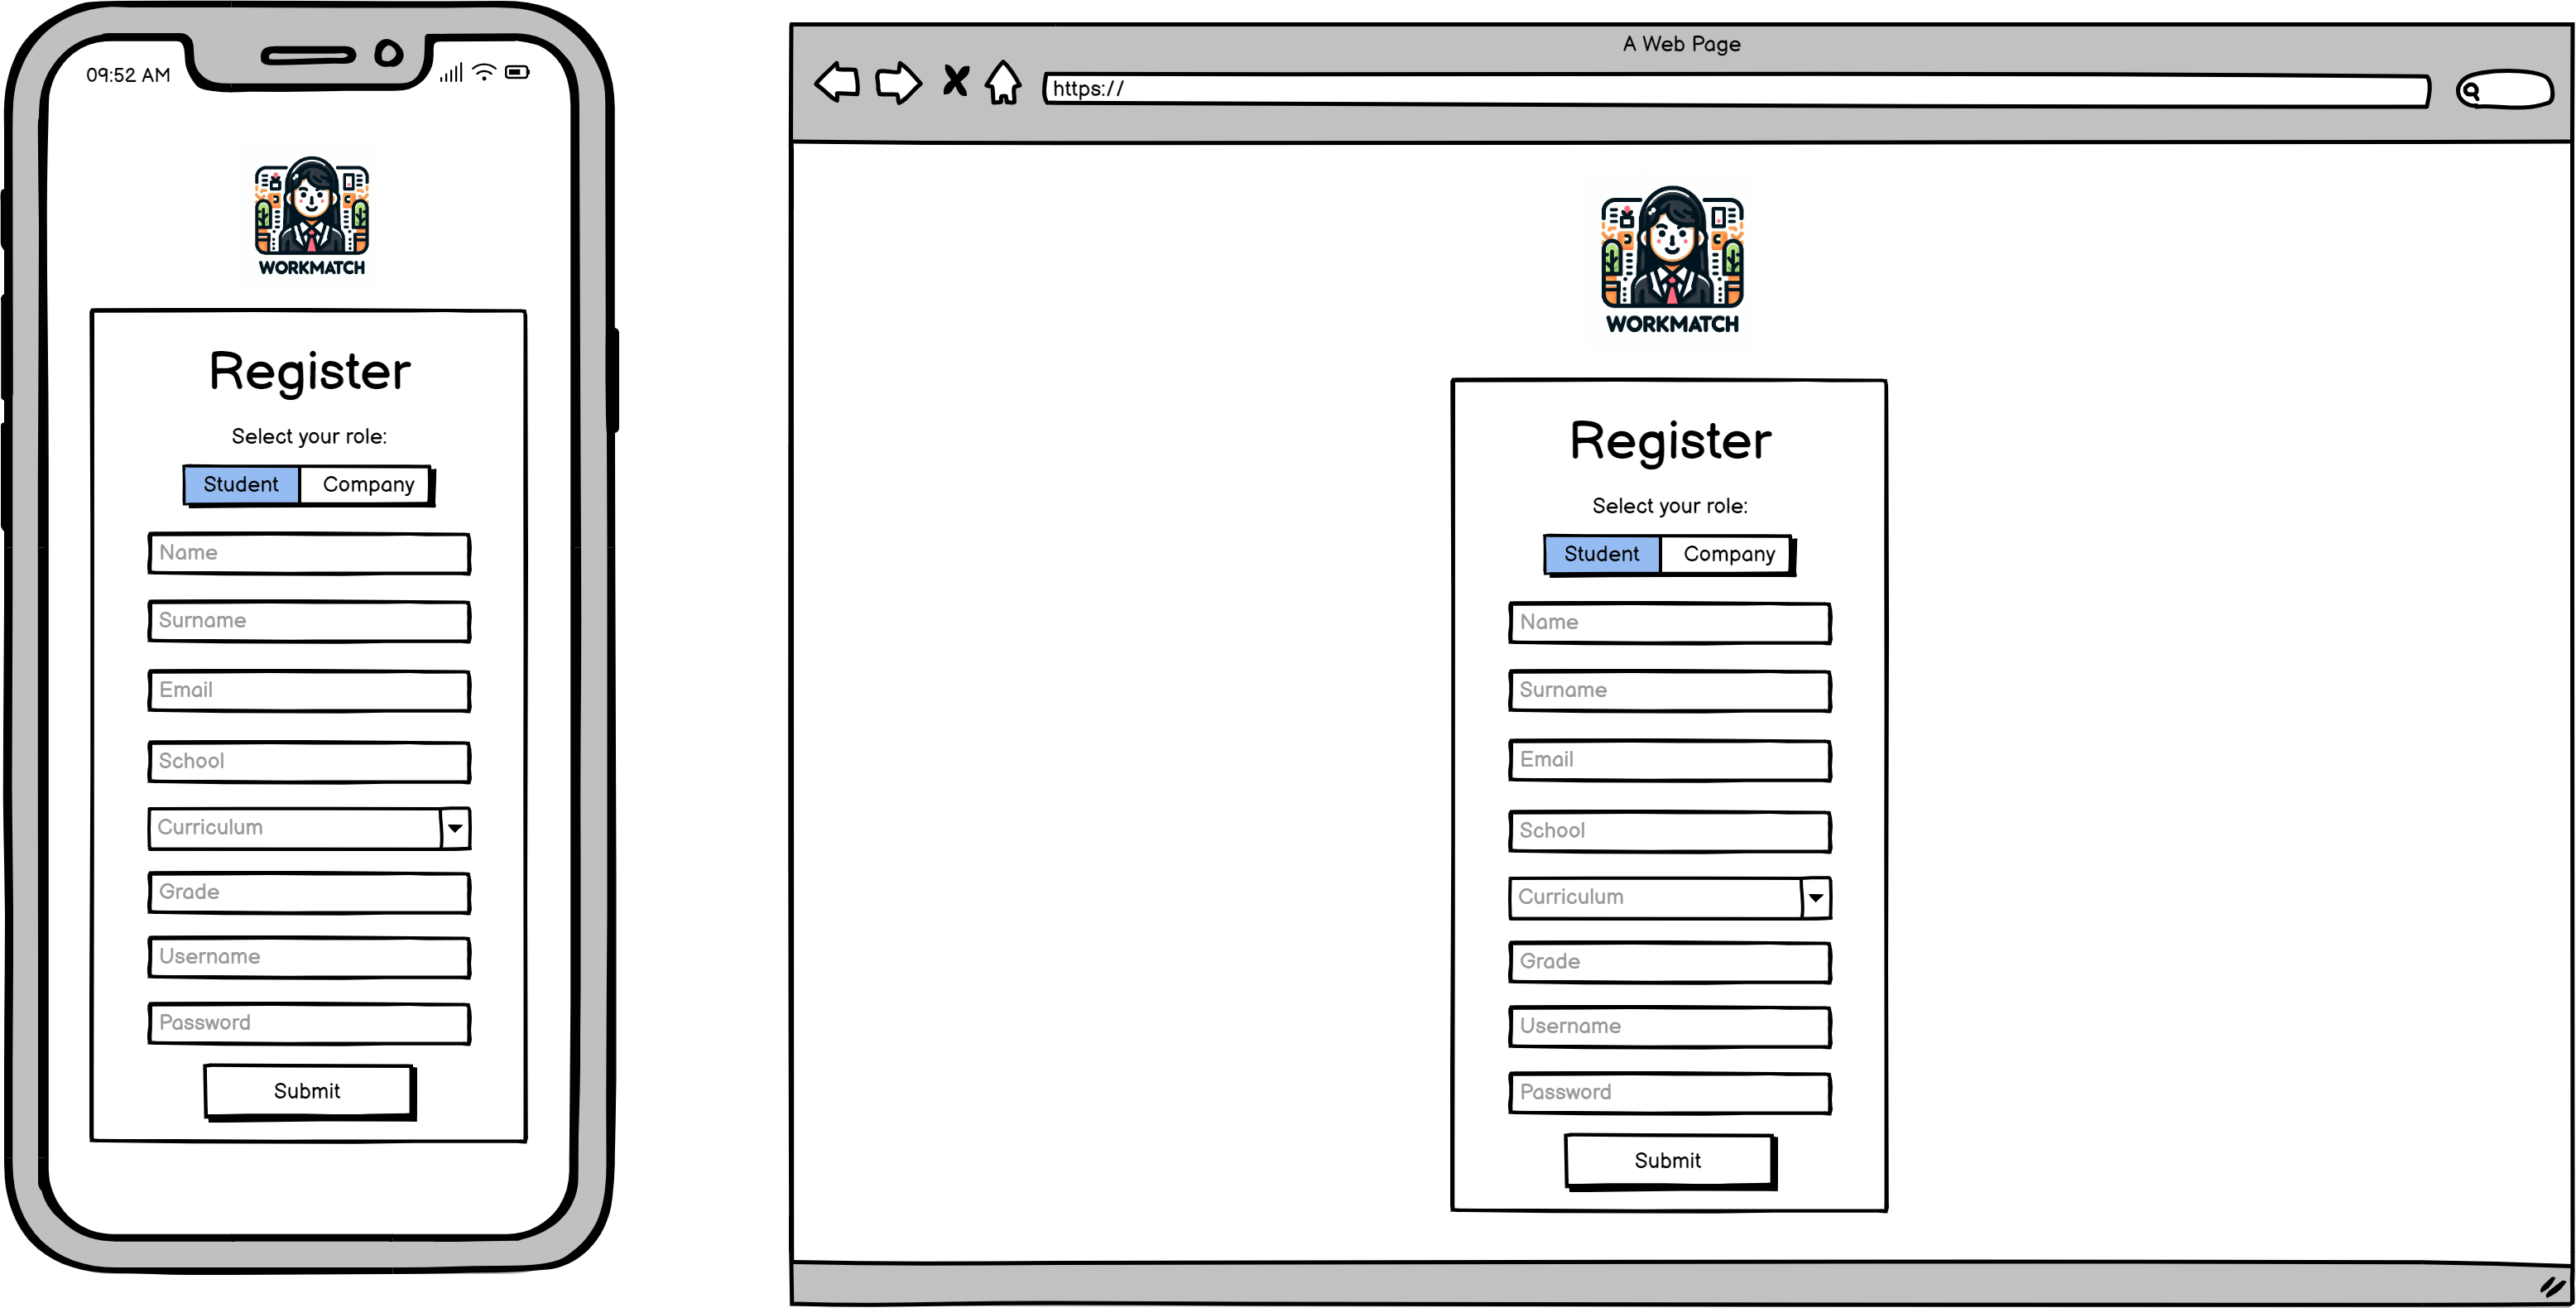 09:52 AM
WORKMATCH
Register
Select your role:
Student Company
Name
Surname
Email
School
Curriculum
Grade
Username
Password
Submit
A Web Page
https://
WORKMATCH
Register
Select your role:
Student Company
Name
Surname
Email
School
Curriculum
Grade
Username
Password
Submit